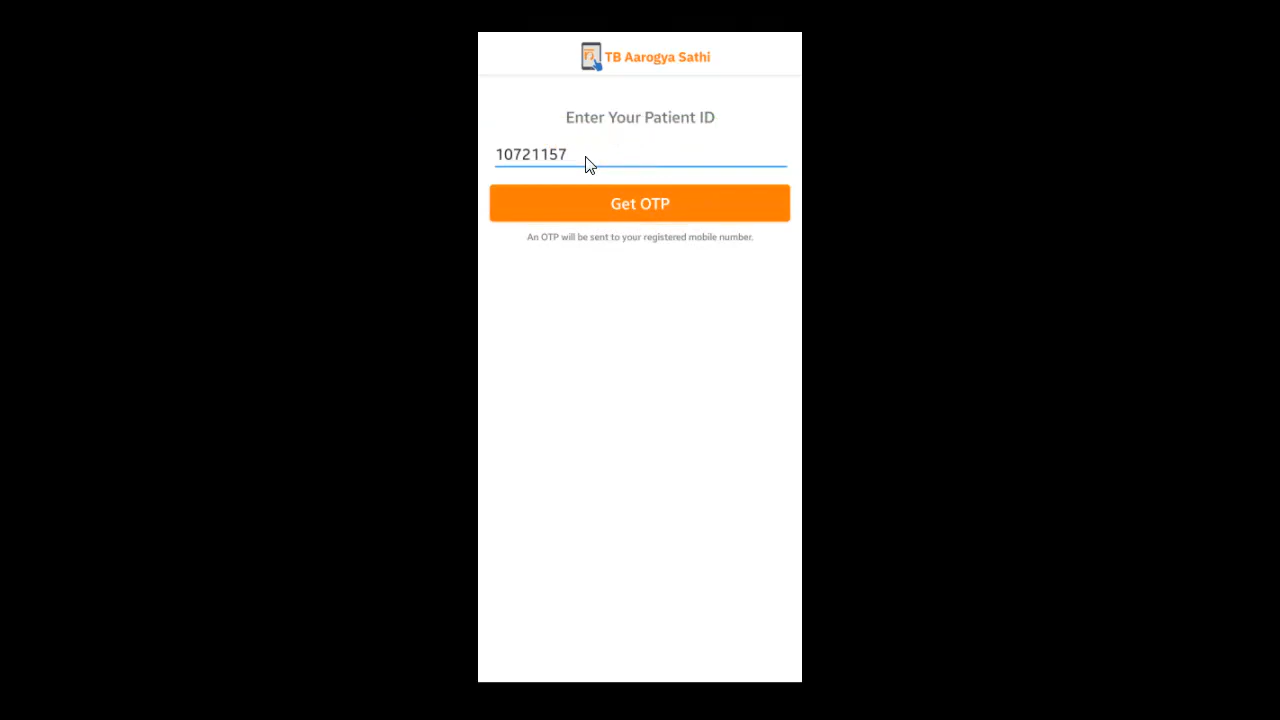 TB Aarogya Sathi
Enter Your Patient ID
10721157
Get OTP
An OTP will be sent to your registered mobile number.